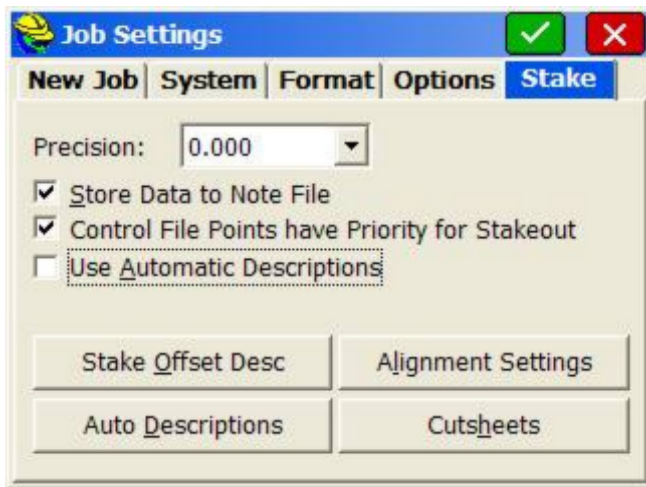 Job Settings
New Job System Format Options Stake
Precision: 0.000
Store Data to Note File
Control File Points have Priority for Stakeout
Use Automatic Descriptions
Stake Offset Desc Alignment Settings
Auto Descriptions Cutsheets